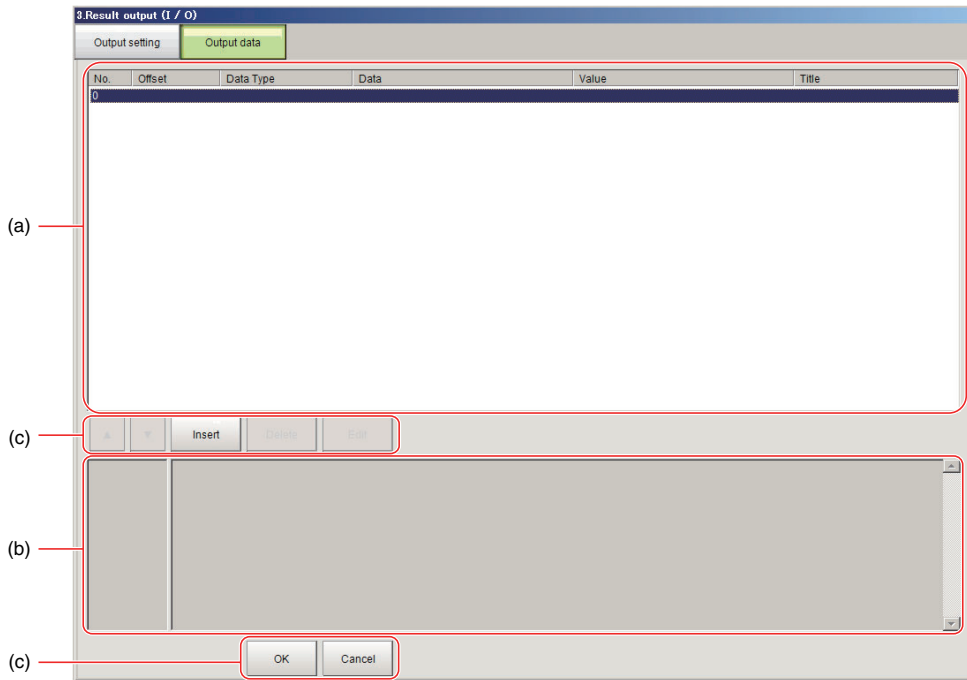 3.Result output (I / O)
Output setting Output data
No. Offset Data Type Data Value Title
0
(a)
(c) ▲ ▼ Insert Delete Edit
(b)
(c) OK Cancel